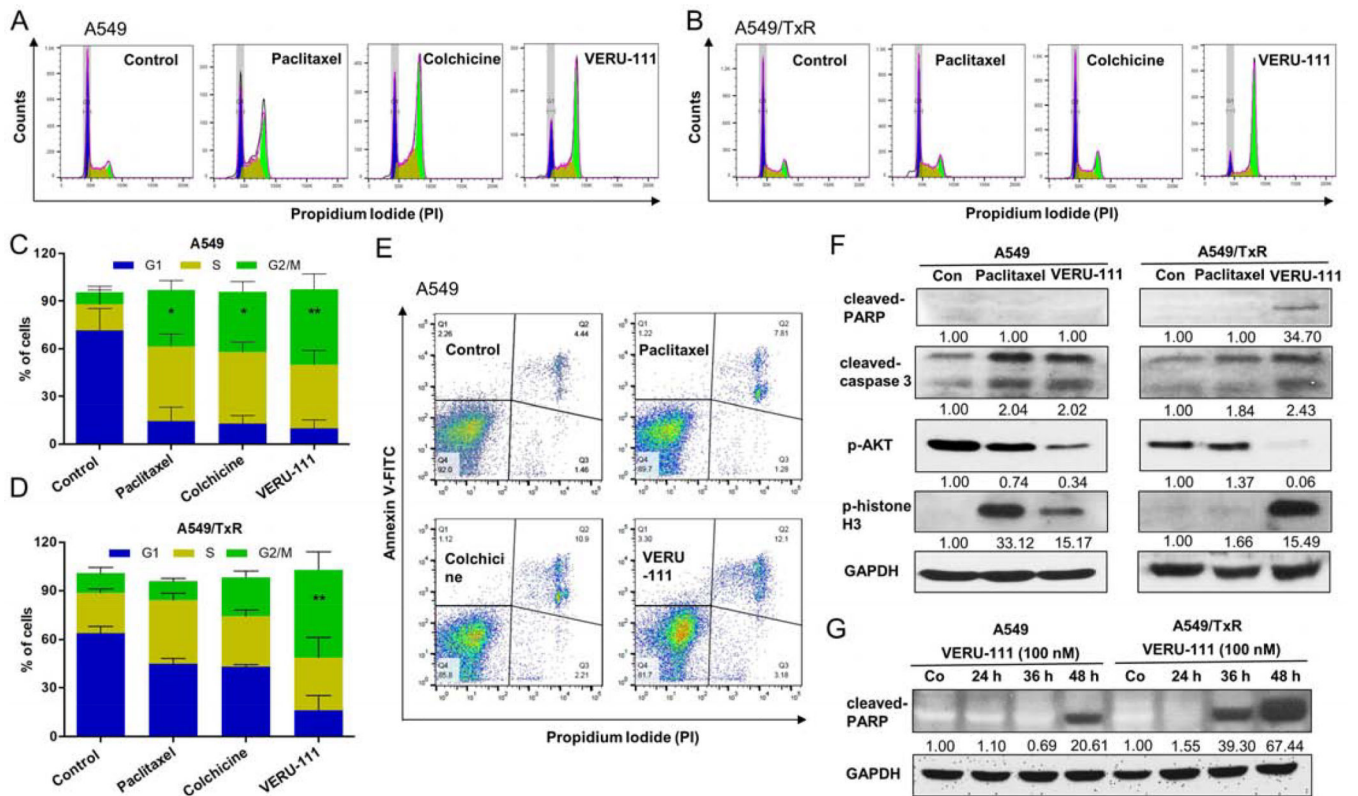 A
A549
Control
Paclitaxel
Colchicine
VERU-111
Counts
Propidium Iodide (PI)
B
A549/TxR
Control
Paclitaxel
Colchicine
VERU-111
Counts
Propidium Iodide (PI)
C
A549
G1 S G2/M
120
90
60
30
0
% of cells
* * **
Control Paclitaxel Colchicine VERU-111
D
A549/TxR
G1 S G2/M
120
90
60
30
0
% of cells
**
Control Paclitaxel Colchicine VERU-111
E
A549
Annexin V-FITC
Q1 2.26
Q2 4.44
Control
Q4 92.0
Q3 1.46
Q1 1.22
Q2 7.81
Paclitaxel
Q4 89.7
Q3 1.28
Q1 1.12
Q2 10.9
Colchici
ne
Q4 85.8
Q3 2.21
Q1 3.30
Q2 12.1
VERU
-111
Q4 81.7
Q3 3.18
Propidium Iodide (PI)
F
A549 A549/TxR
Con Paclitaxel VERU-111 Con Paclitaxel VERU-111
cleaved-
PARP
1.00 1.00 1.00 1.00 1.00 34.70
cleaved-
caspase 3
1.00 2.04 2.02 1.00 1.84 2.43
p-AKT
1.00 0.74 0.34 1.00 1.37 0.06
p-histone
H3
1.00 33.12 15.17 1.00 1.66 15.49
GAPDH
G
A549 A549/TxR
VERU-111 (100 nM) VERU-111 (100 nM)
Co 24 h 36 h 48 h Co 24 h 36 h 48 h
cleaved-
PARP
1.00 1.10 0.69 20.61 1.00 1.55 39.30 67.44
GAPDH